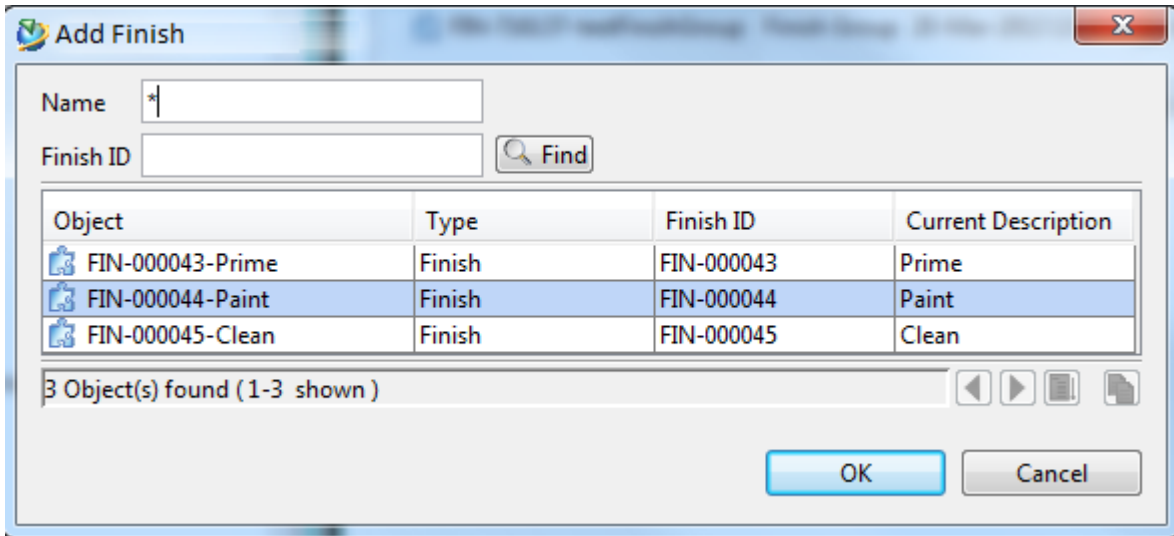 Add Finish
Name *
Finish ID Find
Object Type Finish ID Current Description
FIN-000043-Prime Finish FIN-000043 Prime
FIN-000044-Paint Finish FIN-000044 Paint
FIN-000045-Clean Finish FIN-000045 Clean
3 Object(s) found ( 1-3 shown )
OK Cancel